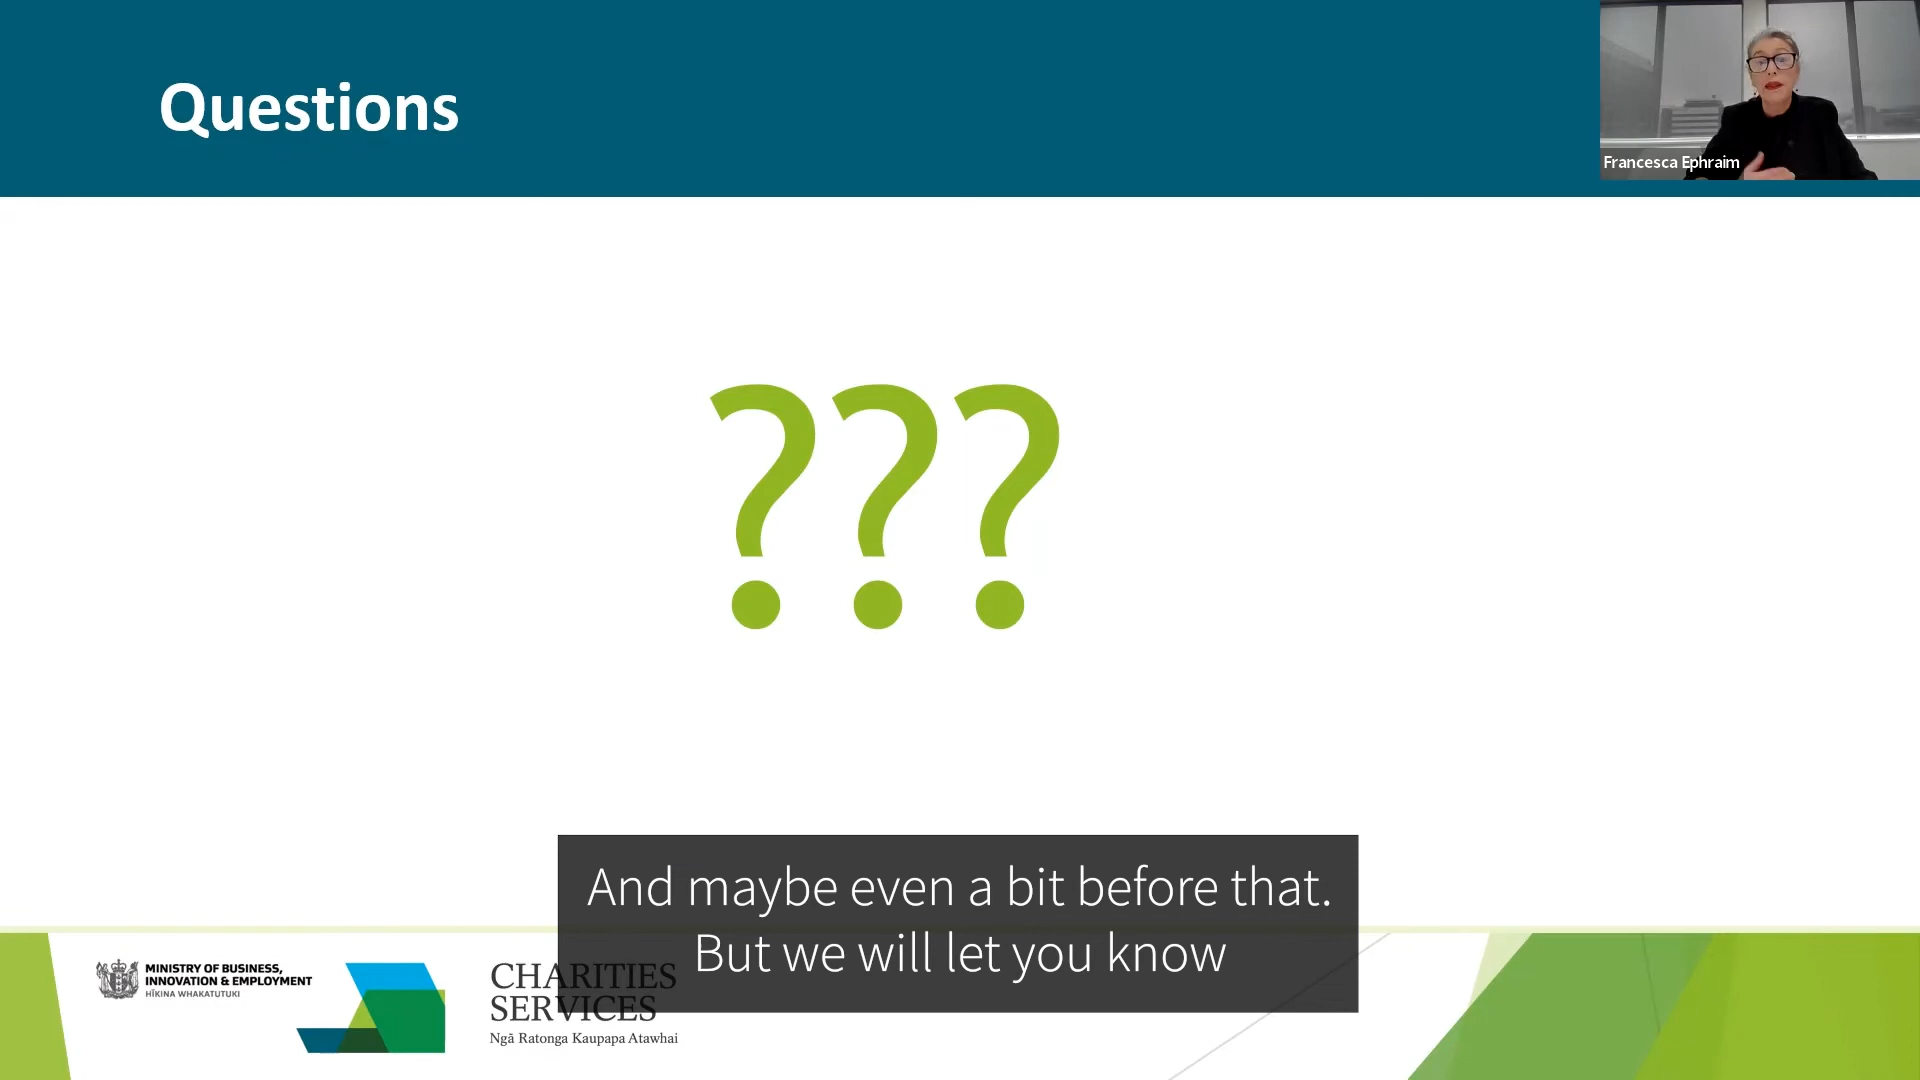 Questions
Francesca Ephraim
???
And maybe even a bit before that.
But we will let you know
MINISTRY OF BUSINESS,
INNOVATION & EMPLOYMENT
HĪKINA WHAKATUTUKI
CHARITIES
SERVICES
Ngā Ratonga Kaupapa Atawhai